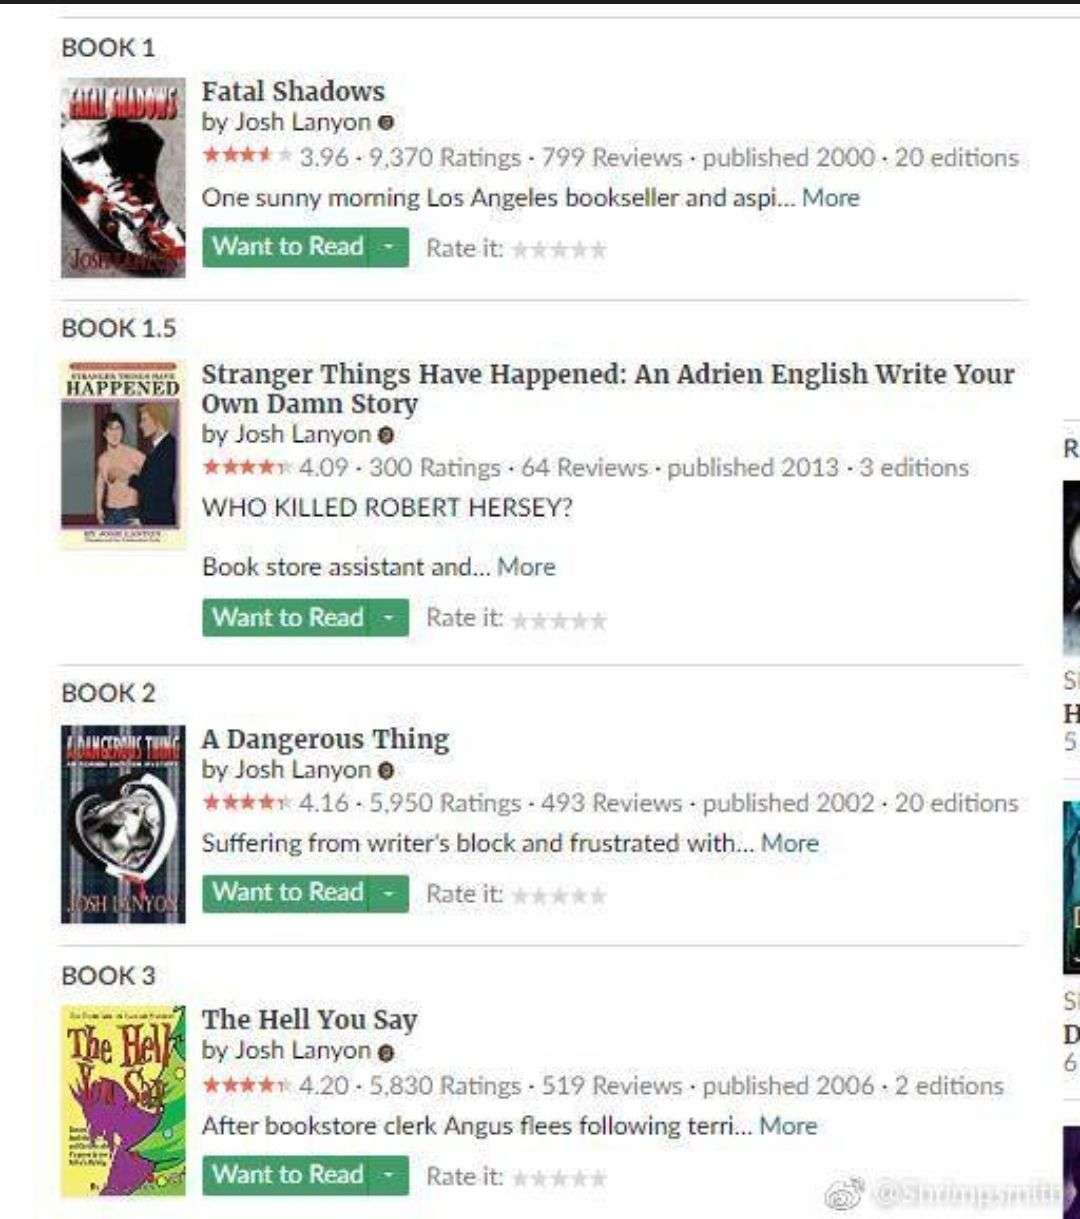 BOOK 1
FATAL SHADOWS
JOSH LANYON
Fatal Shadows
by Josh Lanyon
3.96 · 9,370 Ratings · 799 Reviews · published 2000 · 20 editions
One sunny morning Los Angeles bookseller and aspi... More
Want to Read
Rate it:
BOOK 1.5
STRANGER THINGS HAVE
HAPPENED
BY JOSH LANYON
Stranger Things Have Happened: An Adrien English Write Your
Own Damn Story
by Josh Lanyon
4.09 · 300 Ratings · 64 Reviews · published 2013 · 3 editions
WHO KILLED ROBERT HERSEY?
Book store assistant and... More
Want to Read
Rate it:
BOOK 2
A DANGEROUS THING
JOSH LANYON
A Dangerous Thing
by Josh Lanyon
4.16 · 5,950 Ratings · 493 Reviews · published 2002 · 20 editions
Suffering from writer's block and frustrated with... More
Want to Read
Rate it:
BOOK 3
The Hell
You Say
The Hell You Say
by Josh Lanyon
4.20 · 5,830 Ratings · 519 Reviews · published 2006 · 2 editions
After bookstore clerk Angus flees following terri... More
Want to Read
Rate it:
R
H
5
D
6